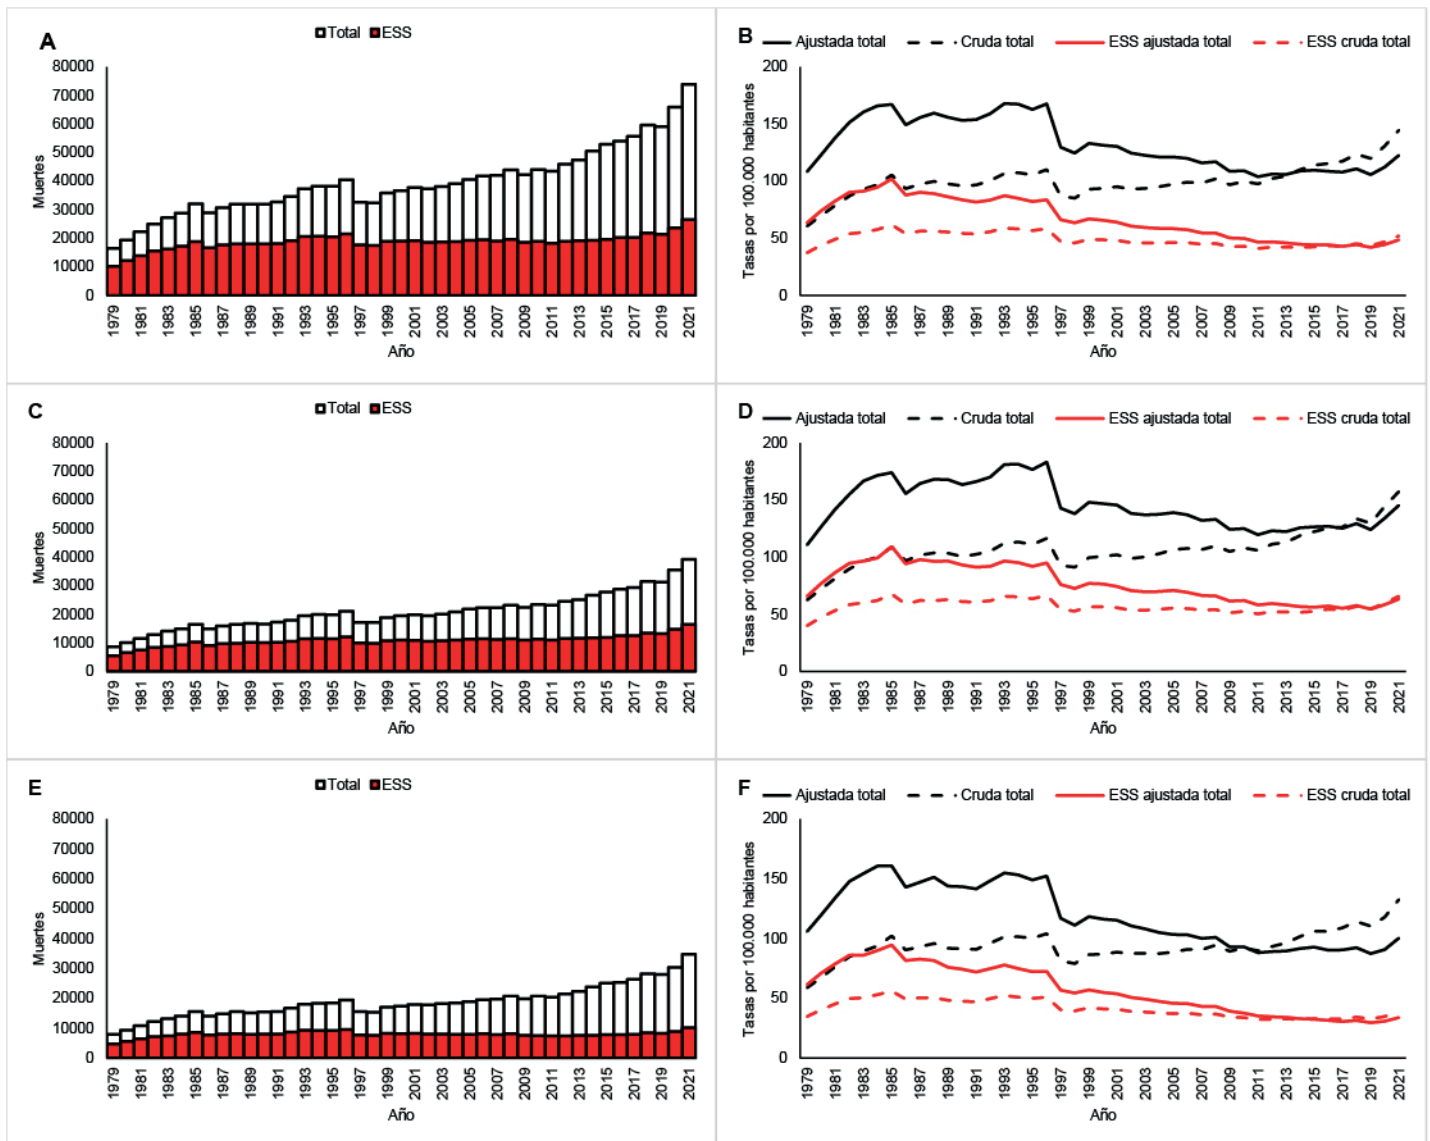 A
Total ESS
Muertes
80000
70000
60000
50000
40000
30000
20000
10000
0
1979 1981 1983 1985 1987 1989 1991 1993 1995 1997 1999 2001 2003 2005 2007 2009 2011 2013 2015 2017 2019 2021
Año
B
Ajustada total Cruda total ESS ajustada total ESS cruda total
Tasas por 100.000 habitantes
200
150
100
50
0
1979 1981 1983 1985 1987 1989 1991 1993 1995 1997 1999 2001 2003 2005 2007 2009 2011 2013 2015 2017 2019 2021
Año
C
Total ESS
Muertes
80000
70000
60000
50000
40000
30000
20000
10000
0
1979 1981 1983 1985 1987 1989 1991 1993 1995 1997 1999 2001 2003 2005 2007 2009 2011 2013 2015 2017 2019 2021
Año
D
Ajustada total Cruda total ESS ajustada total ESS cruda total
Tasas por 100.000 habitantes
200
150
100
50
0
1979 1981 1983 1985 1987 1989 1991 1993 1995 1997 1999 2001 2003 2005 2007 2009 2011 2013 2015 2017 2019 2021
Año
E
Total ESS
Muertes
80000
70000
60000
50000
40000
30000
20000
10000
0
1979 1981 1983 1985 1987 1989 1991 1993 1995 1997 1999 2001 2003 2005 2007 2009 2011 2013 2015 2017 2019 2021
Año
F
Ajustada total Cruda total ESS ajustada total ESS cruda total
Tasas por 100.000 habitantes
200
150
100
50
0
1979 1981 1983 1985 1987 1989 1991 1993 1995 1997 1999 2001 2003 2005 2007 2009 2011 2013 2015 2017 2019 2021
Año